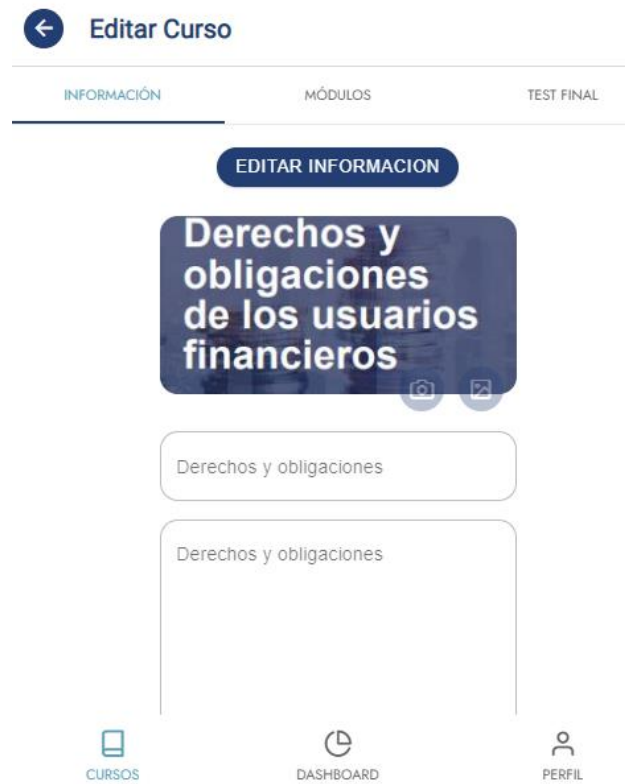 Editar Curso
INFORMACIÓN
MÓDULOS
TEST FINAL
EDITAR INFORMACION
Derechos y
obligaciones
de los usuarios
financieros
Derechos y obligaciones
Derechos y obligaciones
CURSOS
DASHBOARD
PERFIL